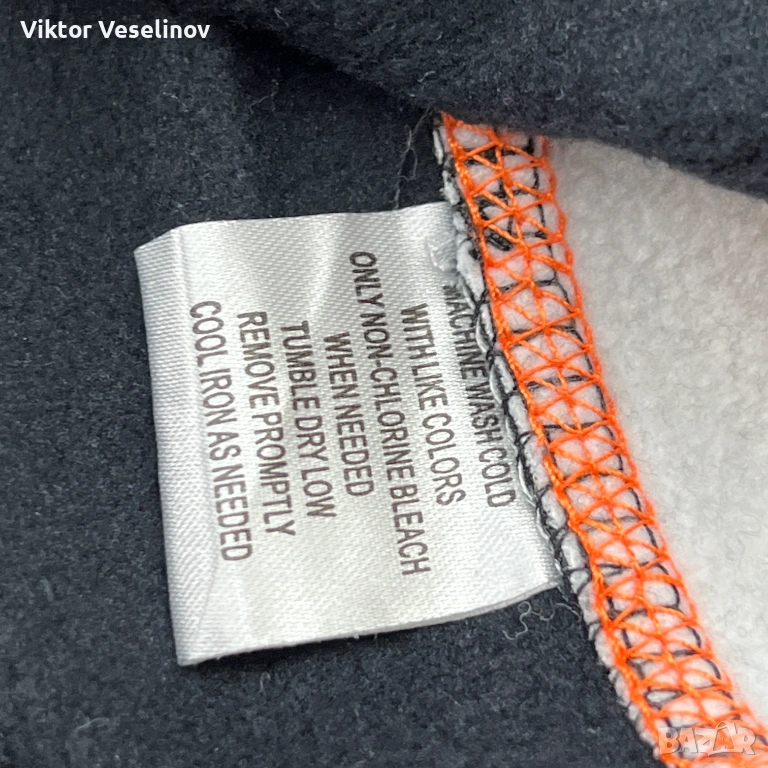 Viktor Veselinov
MACHINE WASH COLD
WITH LIKE COLORS
ONLY NON-CHLORINE BLEACH
WHEN NEEDED
TUMBLE DRY LOW
REMOVE PROMPTLY
COOL IRON AS NEEDED
BAZAR